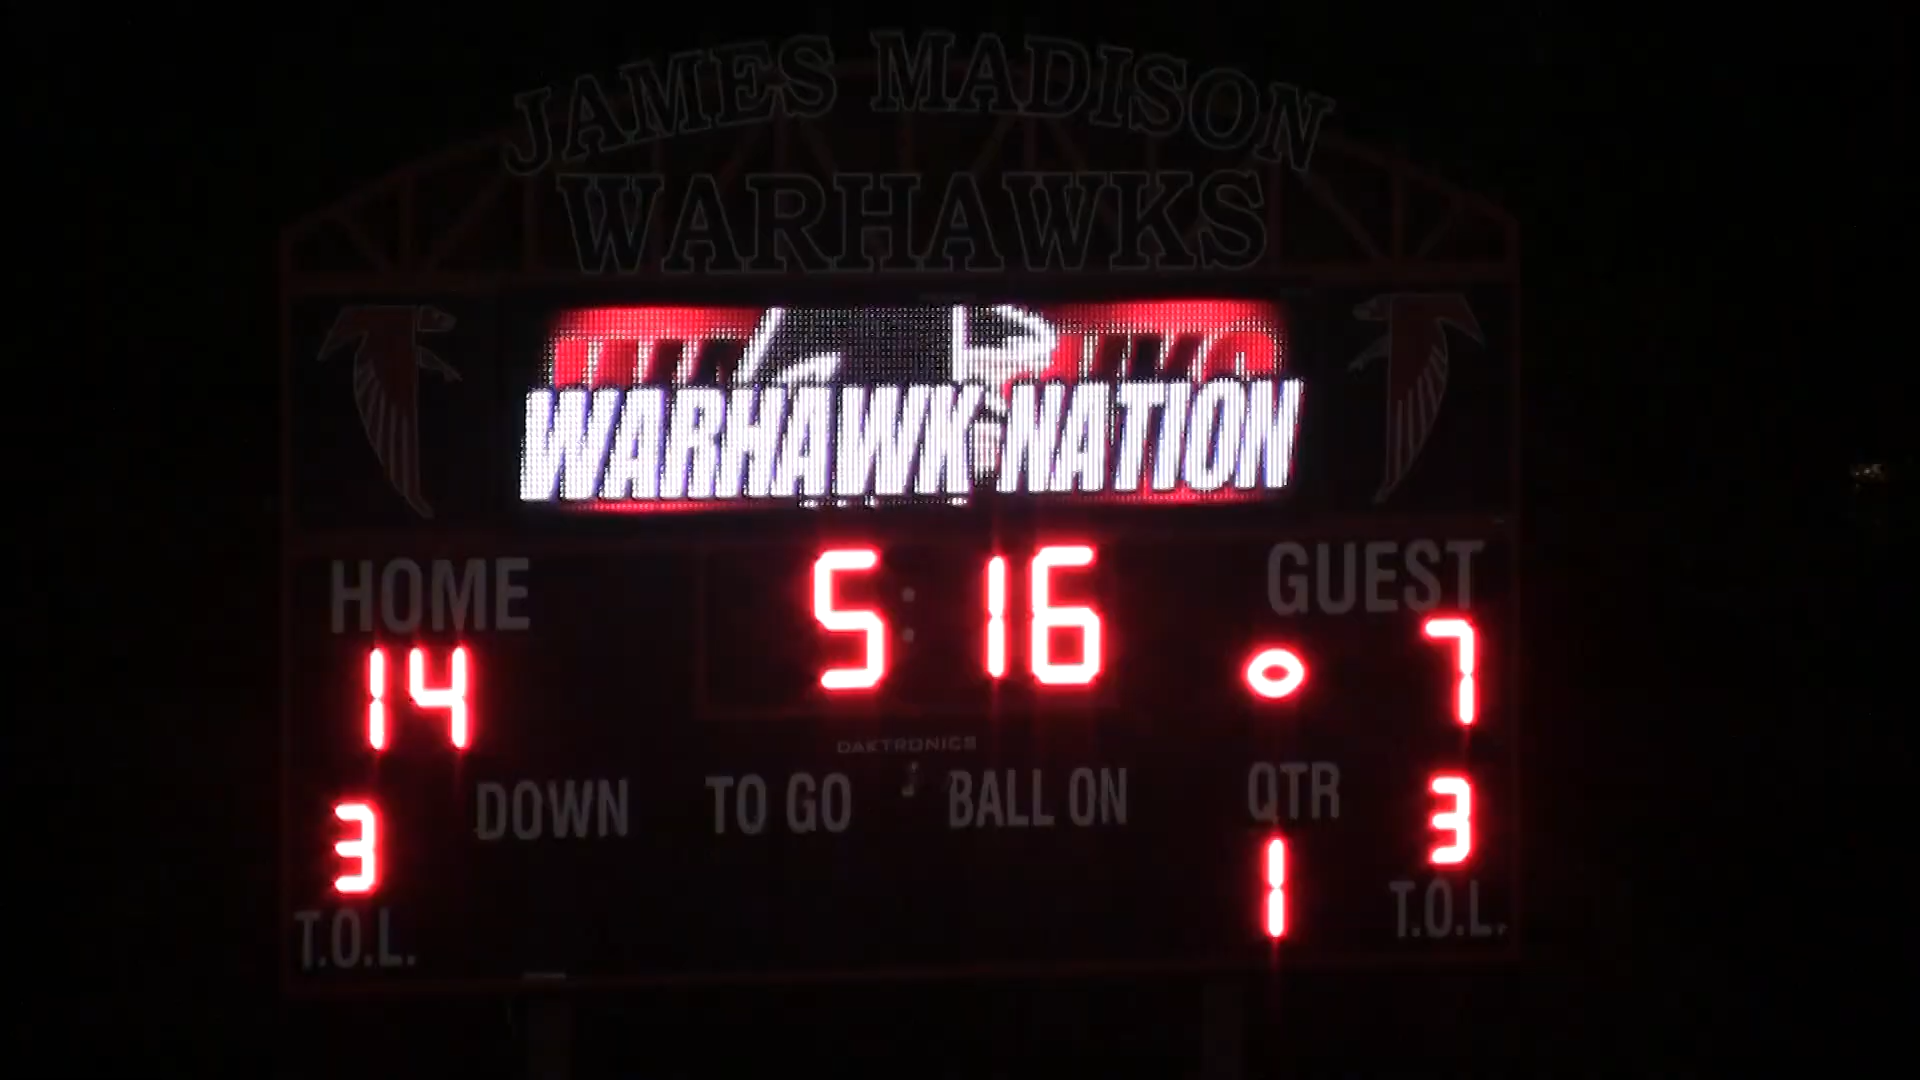 JAMES MADISON
WARHAWKS
WARHAWK NATION
HOME
5:16
GUEST
14
7
DAKTRONICS
DOWN
TO GO
BALL ON
QTR
3
1
3
T.O.L.
T.O.L.